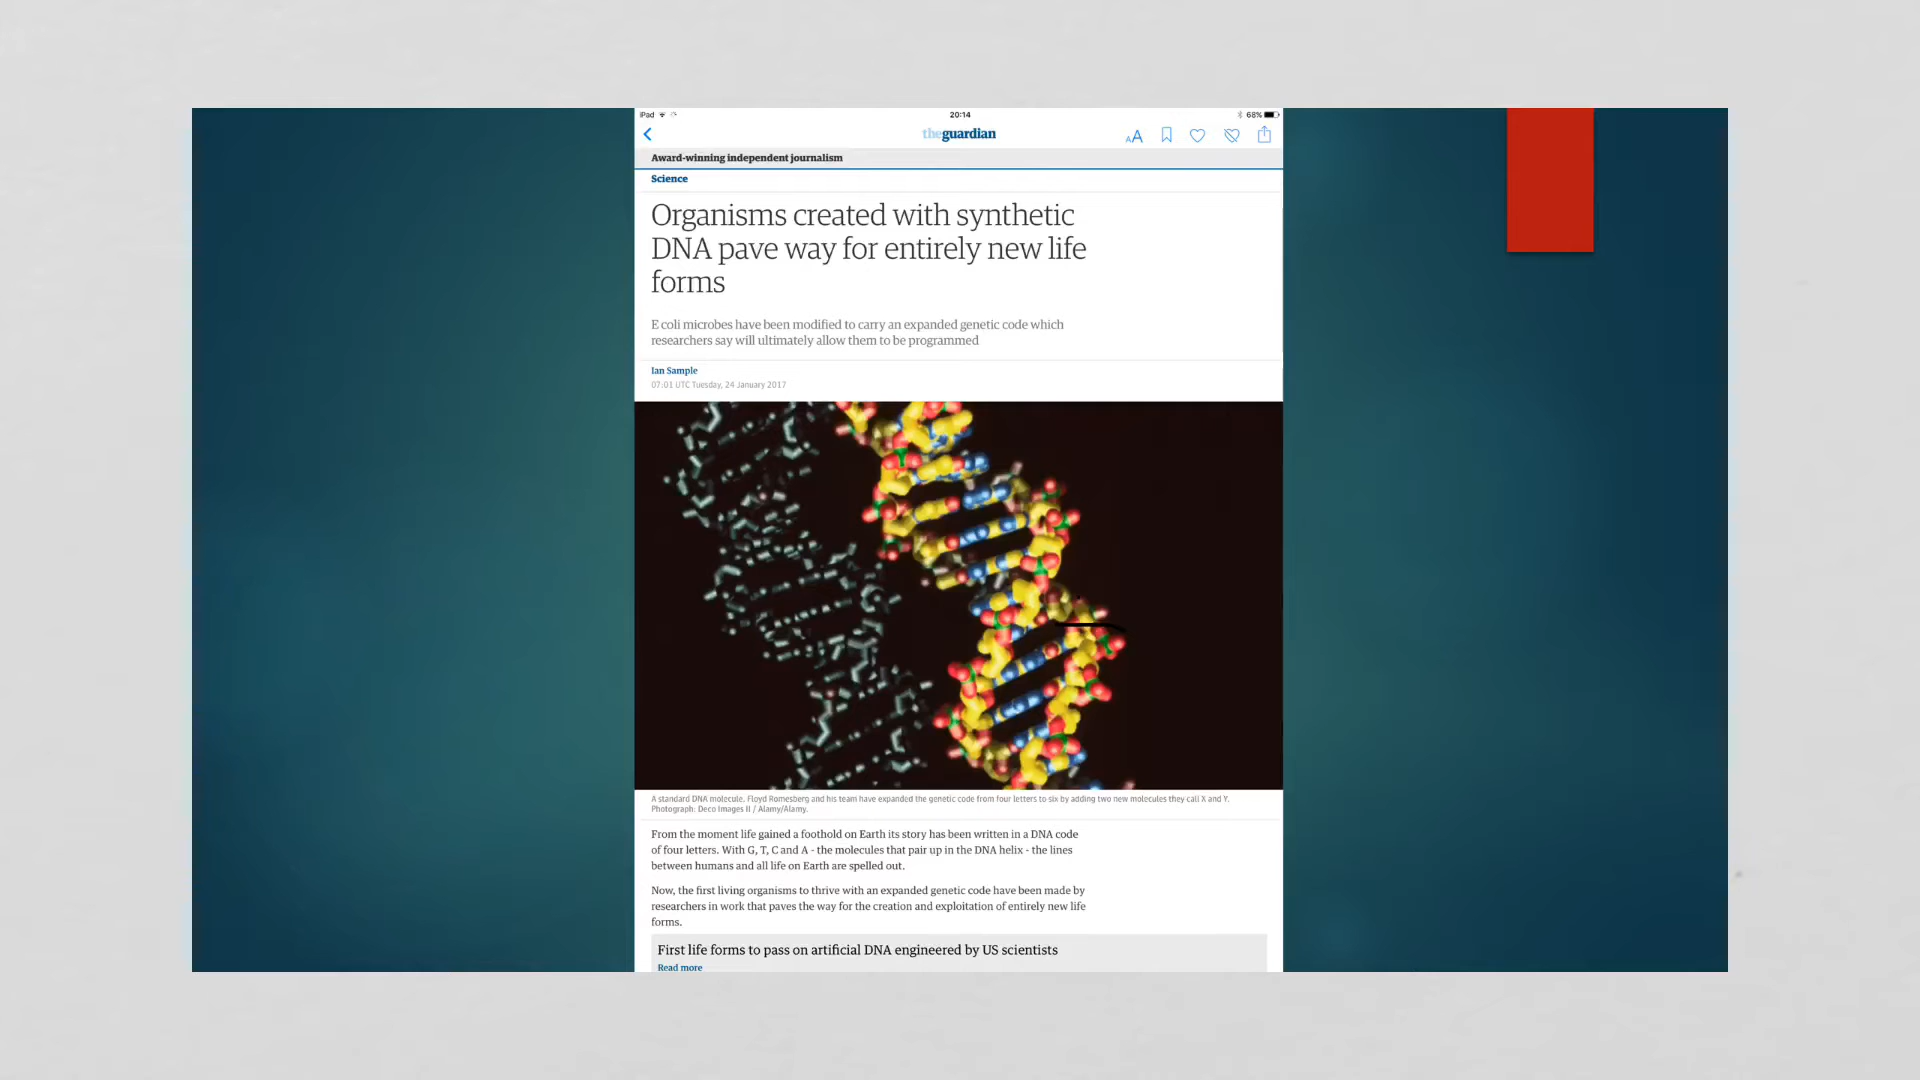 iPad
20:14
68%
theguardian
AA
Award-winning independent journalism
Science
Organisms created with synthetic
DNA pave way for entirely new life
forms
E coli microbes have been modified to carry an expanded genetic code which
researchers say will ultimately allow them to be programmed
Ian Sample
07:01 UTC Tuesday, 24 January 2017
A standard DNA molecule. Floyd Romesberg and his team have expanded the genetic code from four letters to six by adding two new molecules they call X and Y.
Photograph: Deco Images II / Alamy/Alamy.
From the moment life gained a foothold on Earth its story has been written in a DNA code
of four letters. With G, T, C and A - the molecules that pair up in the DNA helix - the lines
between humans and all life on Earth are spelled out.
Now, the first living organisms to thrive with an expanded genetic code have been made by
researchers in work that paves the way for the creation and exploitation of entirely new life
forms.
First life forms to pass on artificial DNA engineered by US scientists
Read more